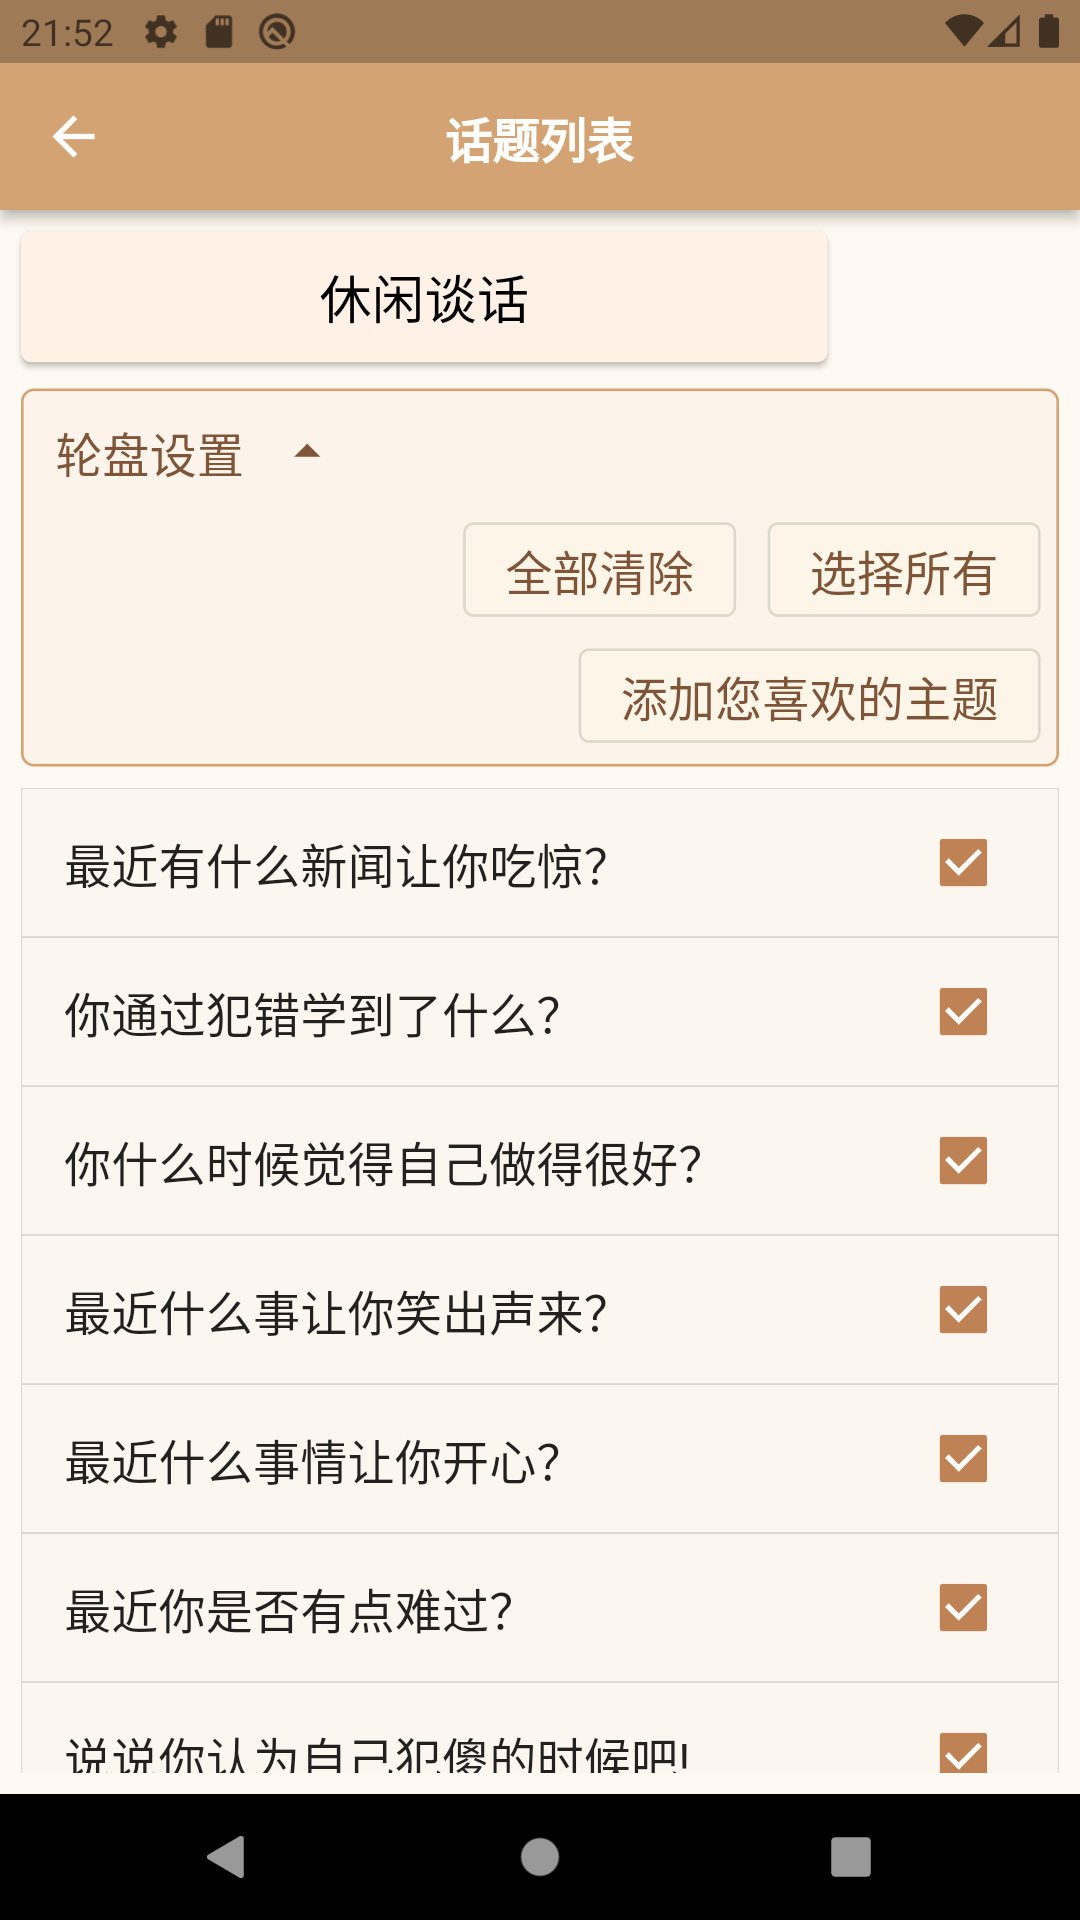 21:52
话题列表
休闲谈话
轮盘设置
全部清除 选择所有
添加您喜欢的主题
最近有什么新闻让你吃惊?
你通过犯错学到了什么?
你什么时候觉得自己做得很好?
最近什么事让你笑出声来?
最近什么事情让你开心?
最近你是否有点难过?
说说你认为自己犯傻的时候吧!